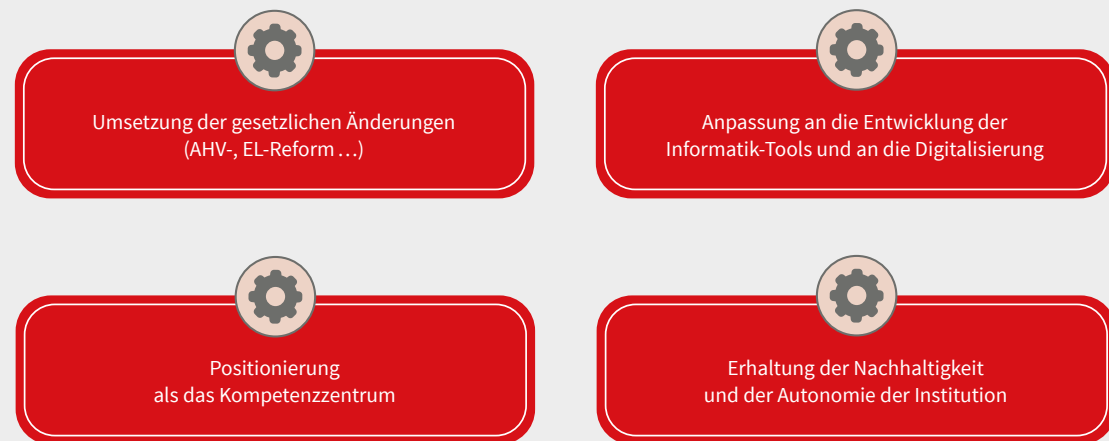 Umsetzung der gesetzlichen Änderungen
(AHV-, EL-Reform …)
Anpassung an die Entwicklung der
Informatik-Tools und an die Digitalisierung
Positionierung
als das Kompetenzzentrum
Erhaltung der Nachhaltigkeit
und der Autonomie der Institution